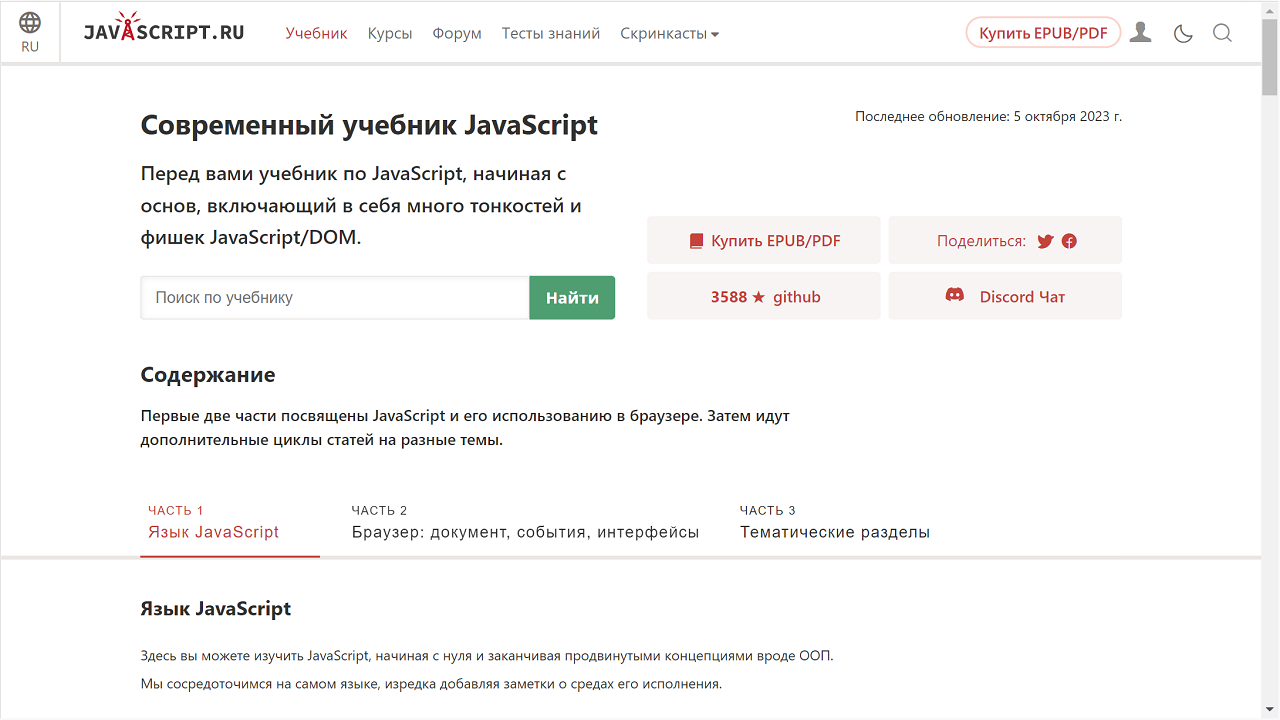 RU
JAVASCRIPT.RU
Учебник Курсы Форум Тесты знаний Скринкасты
Купить EPUB/PDF
Современный учебник JavaScript
Последнее обновление: 5 октября 2023 г.
Перед вами учебник по JavaScript, начиная с
основ, включающий в себя много тонкостей и
фишек JavaScript/DOM.
Купить EPUB/PDF
Поделиться:
Поиск по учебнику
Найти
3588 ★ github
Discord Чат
Содержание
Первые две части посвящены JavaScript и его использованию в браузере. Затем идут
дополнительные циклы статей на разные темы.
ЧАСТЬ 1
Язык JavaScript
ЧАСТЬ 2
Браузер: документ, события, интерфейсы
ЧАСТЬ 3
Тематические разделы
Язык JavaScript
Здесь вы можете изучить JavaScript, начиная с нуля и заканчивая продвинутыми концепциями вроде ООП.
Мы сосредоточимся на самом языке, изредка добавляя заметки о средах его исполнения.